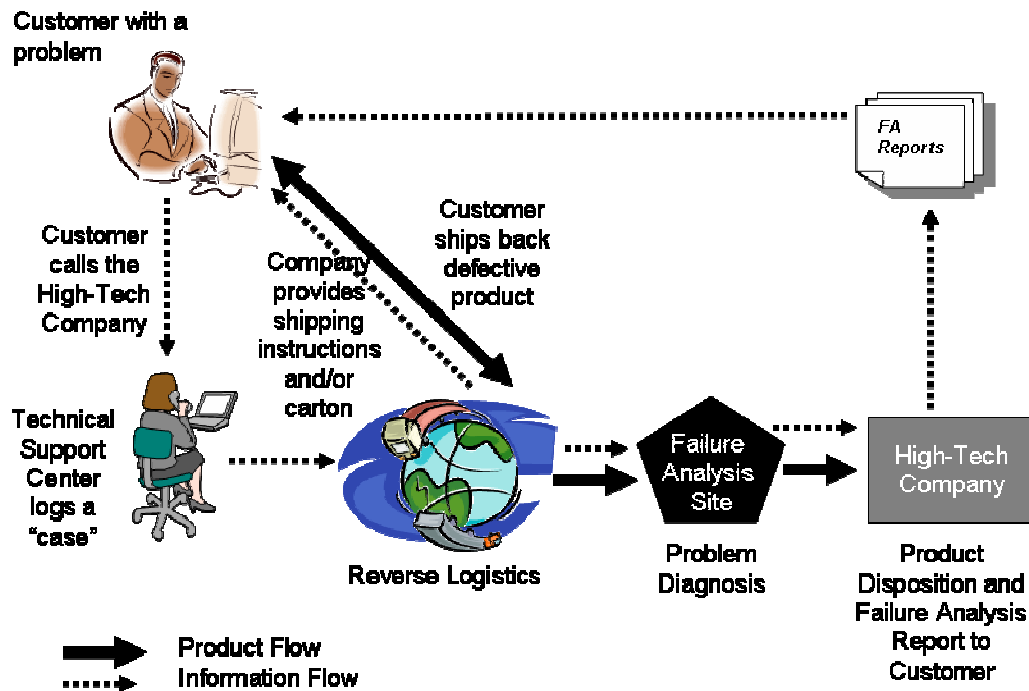 Customer with a
problem
FA
Reports
Customer
calls the
High-Tech
Company
Company
provides
shipping
instructions
and/or
carton
Customer
ships back
defective
product
Technical
Support
Center
logs a
“case”
Reverse Logistics
Failure
Analysis
Site
Problem
Diagnosis
High-Tech
Company
Product
Disposition and
Failure Analysis
Report to
Customer
Product Flow
Information Flow